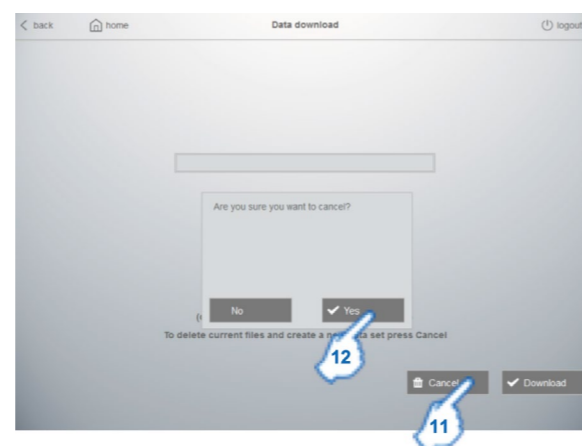 back home Data download logout
Are you sure you want to cancel?
No Yes
To delete current files and create a new data set press Cancel
12
Cancel Download
11